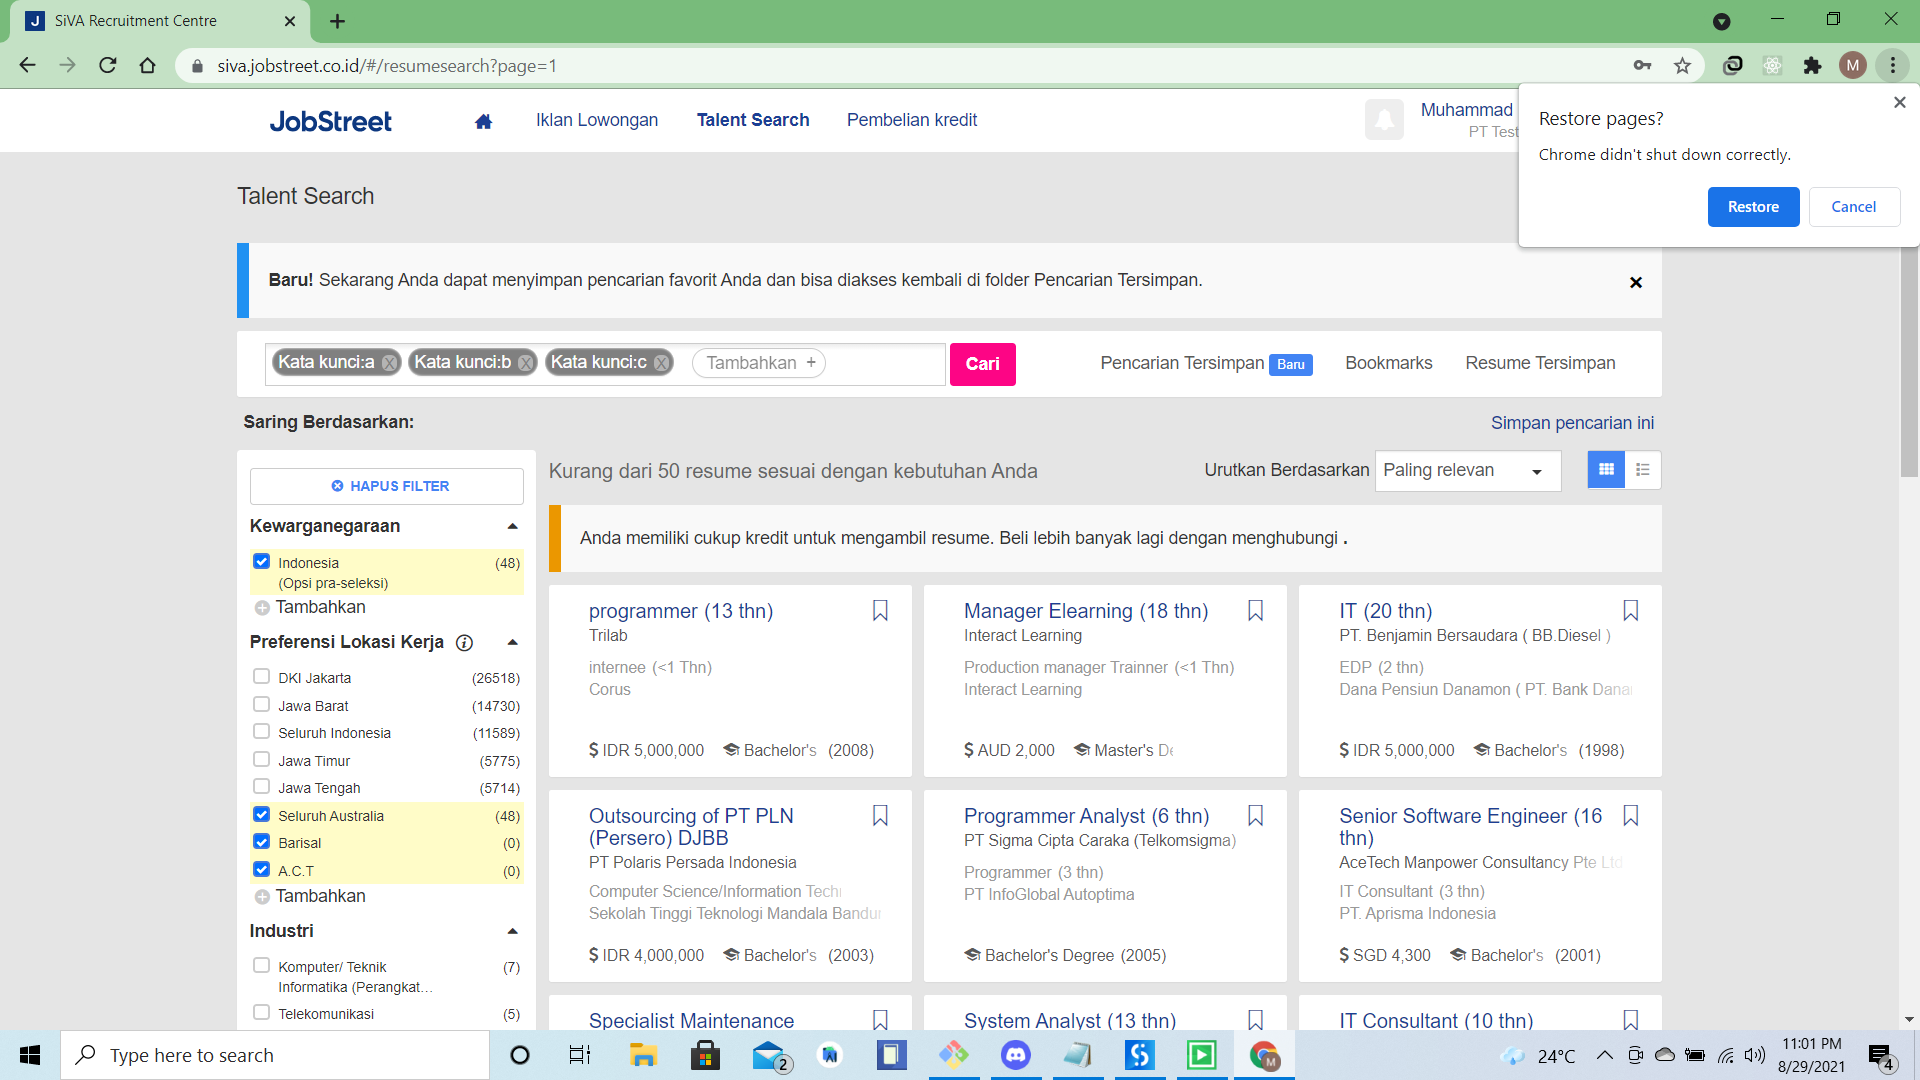 SiVA Recruitment Centre
siva.jobstreet.co.id/#/resumesearch?page=1
M
Restore pages?
Chrome didn't shut down correctly.
Restore
Cancel
JobStreet
Iklan Lowongan
Talent Search
Pembelian kredit
Muhammad
PT Test
Talent Search
Baru! Sekarang Anda dapat menyimpan pencarian favorit Anda dan bisa diakses kembali di folder Pencarian Tersimpan.
Kata kunci:a
Kata kunci:b
Kata kunci:c
Tambahkan +
Cari
Pencarian Tersimpan Baru
Bookmarks
Resume Tersimpan
Saring Berdasarkan:
Simpan pencarian ini
HAPUS FILTER
Kewarganegaraan
Indonesia (48)
(Opsi pra-seleksi)
Tambahkan
Preferensi Lokasi Kerja
DKI Jakarta (26518)
Jawa Barat (14730)
Seluruh Indonesia (11589)
Jawa Timur (5775)
Jawa Tengah (5714)
Seluruh Australia (48)
Barisal (0)
A.C.T (0)
Tambahkan
Industri
Komputer/ Teknik (7)
Informatika (Perangkat…
Telekomunikasi (5)
Kurang dari 50 resume sesuai dengan kebutuhan Anda
Urutkan Berdasarkan
Paling relevan
Anda memiliki cukup kredit untuk mengambil resume. Beli lebih banyak lagi dengan menghubungi .
programmer (13 thn)
Trilab
internee (<1 Thn)
Corus
$ IDR 5,000,000 Bachelor's (2008)
Manager Elearning (18 thn)
Interact Learning
Production manager Trainner (<1 Thn)
Interact Learning
$ AUD 2,000 Master's De
IT (20 thn)
PT. Benjamin Bersaudara ( BB.Diesel )
EDP (2 thn)
Dana Pensiun Danamon ( PT. Bank Danar
$ IDR 5,000,000 Bachelor's (1998)
Outsourcing of PT PLN
(Persero) DJBB
PT Polaris Persada Indonesia
Computer Science/Information Techr
Sekolah Tinggi Teknologi Mandala Bandun
$ IDR 4,000,000 Bachelor's (2003)
Programmer Analyst (6 thn)
PT Sigma Cipta Caraka (Telkomsigma)
Programmer (3 thn)
PT InfoGlobal Autoptima
Bachelor's Degree (2005)
Senior Software Engineer (16
thn)
AceTech Manpower Consultancy Pte Ltd
IT Consultant (3 thn)
PT. Aprisma Indonesia
$ SGD 4,300 Bachelor's (2001)
Specialist Maintenance
System Analyst (13 thn)
IT Consultant (10 thn)
Type here to search
2
M
24°C
11:01 PM
8/29/2021
4